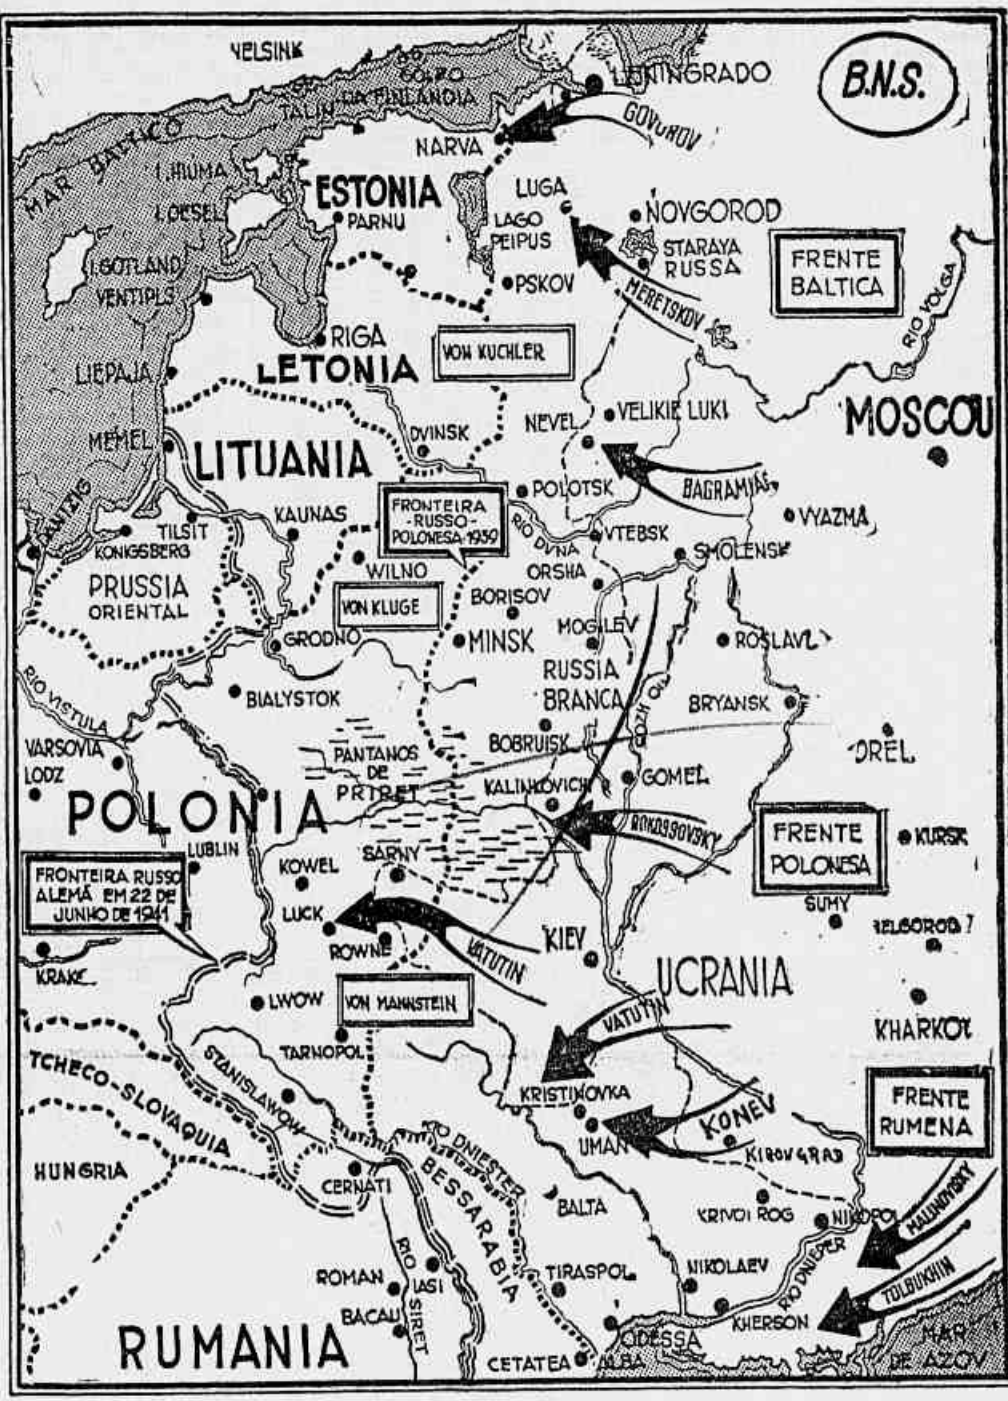 YELSINK
LENINGRADO
B.N.S.
GOLFO
DA FINLANDIA
TALIN
MAR BALTICO
GOVOROV
NARVA
I. HIUMA
ESTONIA
I. OESEL
PARNU
LUGA
NOVGOROD
LAGO
PEIPUS
STARAYA
RUSSA
FRENTE
BALTICA
I. GOTLAND
VENTIPLS
PSKOV
MERETSKOV
RIO VOLGA
RIGA
VON KUCHLER
LETONIA
LIEPAJA
MOSCOU
NEVEL
VELIKIE LUKI
MEMEL
LITUANIA
DVINSK
BAGRAMIAS
POLOTSK
FRONTEIRA
- RUSSO -
POLONESA-1939
DANTZIG
TILSIT
KAUNAS
RIO DVNA
VTEBSK
VYAZMA
KONIGSBERG
WILNO
ORSHA
SMOLENSK
PRUSSIA
ORIENTAL
VON KLUGE
BORISOV
GRODNO
MINSK
MOGILEV
ROSLAVL
RUSSIA
BRANCA
RIO VISTULA
BIALYSTOK
BRYANSK
VARSOVIA
PANTANOS
DE
PRIPET
BOBRUISK
OREL
LODZ
KALINKOVICHI
GOMEL
POLONIA
ROKOSSOVSKY
FRENTE
POLONESA
KURSK
LUBLIN
SARNY
KOWEL
FRONTEIRA RUSSO
ALEMÃ EM 22 DE
JUNHO DE 1941
LUCK
SUMY
BELGOROD ?
ROWNE
VATUTIN
KIEV
KRAKC
UCRANIA
LWOW
VON MANNSTEIN
VATUTIN
KHARKOV
TARNOPOL
STANISLAWOW
TCHECO-SLOVAQUIA
KRISTINOVKA
KONEV
FRENTE
RUMENA
UMAN
KIROVGRAD
HUNGRIA
RIO DNIESTER
CERNATI
BESSARABIA
BALTA
KRIVOI ROG
NIKOPOL
MALINOVISKY
RIO SIRET
ROMAN
IASI
TIRASPOL
NIKOLAEV
RIO DNIEPER
TOLBUKHIN
BACAU
KHERSON
RUMANIA
ODESSA
MAR
DE AZOV
CETATEA ALBA